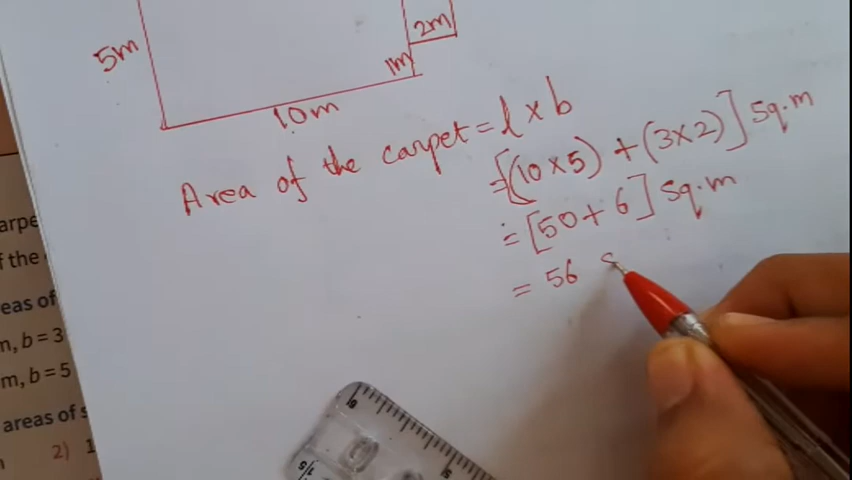 2m
5m
1m
10m
Area of the carpet = l × b
= [(10 × 5) + (3 × 2)] Sq.m
= [50 + 6] Sq.m
= 56 s
f the
eas of
m, b = 3
m, b = 5
areas of s
2) 1